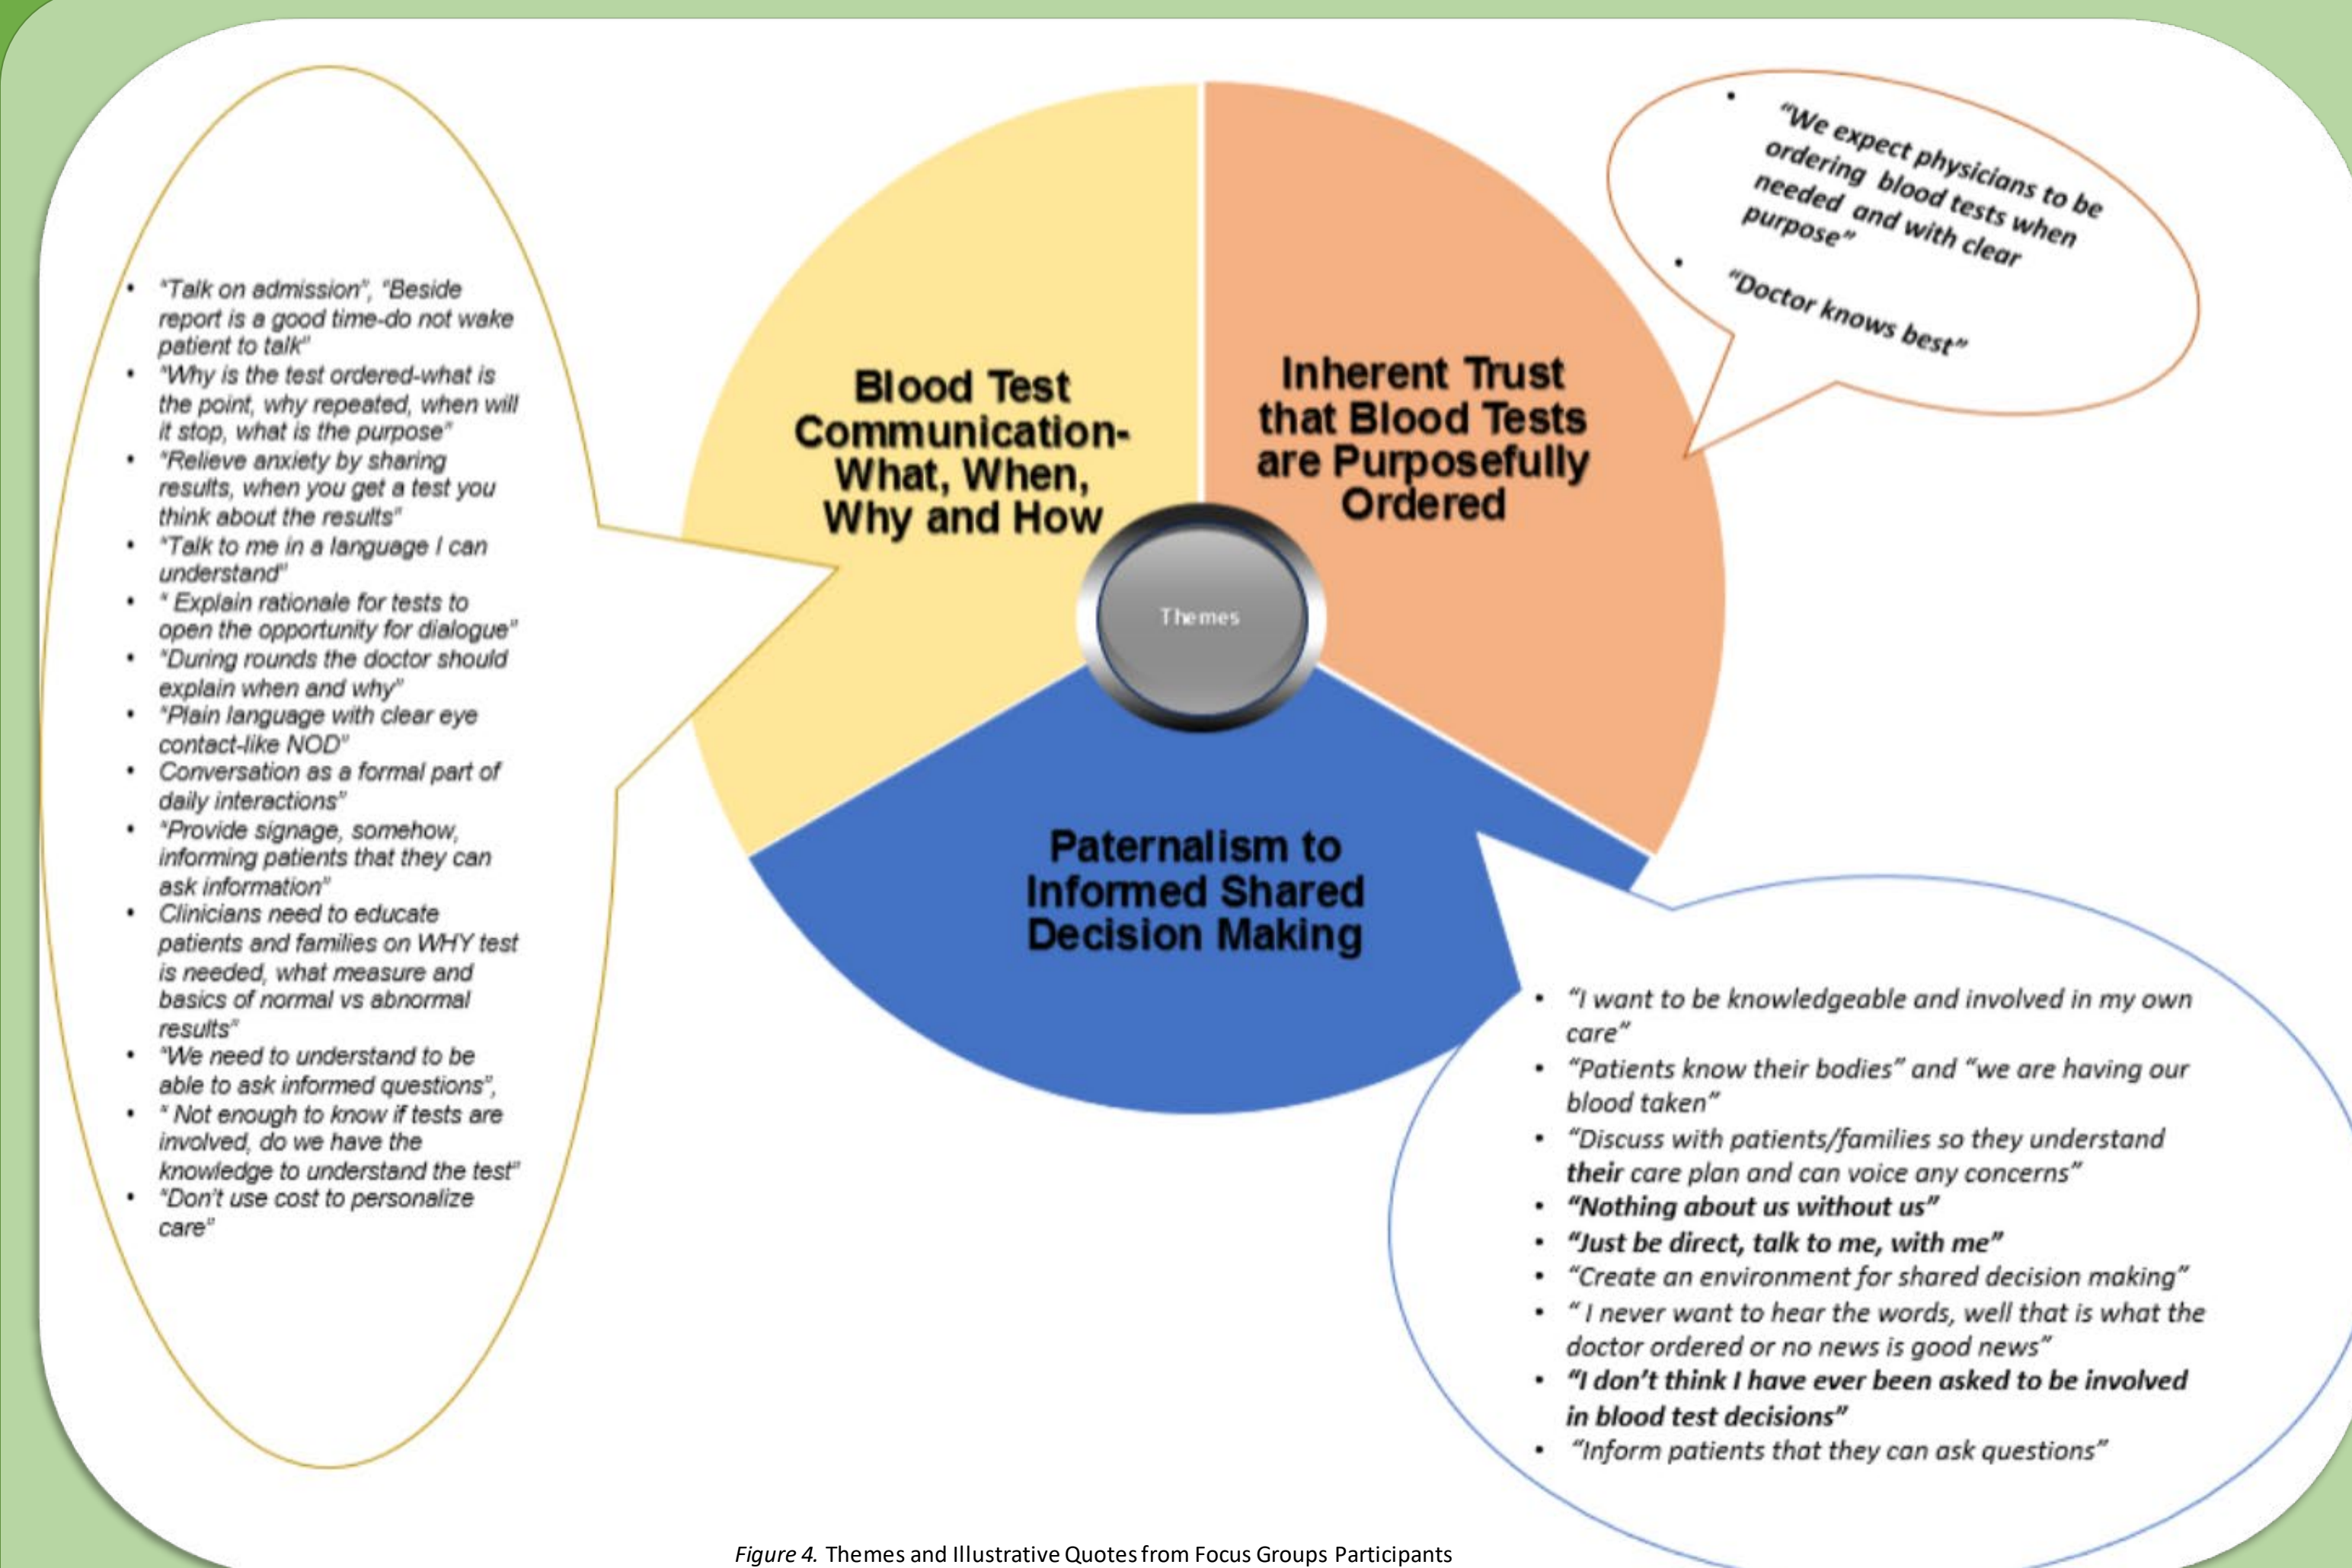 • "Talk on admission", "Beside
report is a good time-do not wake
patient to talk"
• "Why is the test ordered-what is
the point, why repeated, when will
it stop, what is the purpose"
• "Relieve anxiety by sharing
results, when you get a test you
think about the results"
• "Talk to me in a language I can
understand"
• " Explain rationale for tests to
open the opportunity for dialogue"
• "During rounds the doctor should
explain when and why"
• "Plain language with clear eye
contact-like NOD"
• Conversation as a formal part of
daily interactions"
• "Provide signage, somehow,
informing patients that they can
ask information"
• Clinicians need to educate
patients and families on WHY test
is needed, what measure and
basics of normal vs abnormal
results"
• "We need to understand to be
able to ask informed questions",
• " Not enough to know if tests are
involved, do we have the
knowledge to understand the test"
• "Don't use cost to personalize
care"
Blood Test
Communication-
What, When,
Why and How
Inherent Trust
that Blood Tests
are Purposefully
Ordered
Themes
Paternalism to
Informed Shared
Decision Making
• "We expect physicians to be
ordering blood tests when
needed and with clear
purpose"
• "Doctor knows best"
• "I want to be knowledgeable and involved in my own
care"
• "Patients know their bodies" and "we are having our
blood taken"
• "Discuss with patients/families so they understand
their care plan and can voice any concerns"
• "Nothing about us without us"
• "Just be direct, talk to me, with me"
• "Create an environment for shared decision making"
• " I never want to hear the words, well that is what the
doctor ordered or no news is good news"
• "I don't think I have ever been asked to be involved
in blood test decisions"
• "Inform patients that they can ask questions"
Figure 4. Themes and Illustrative Quotes from Focus Groups Participants